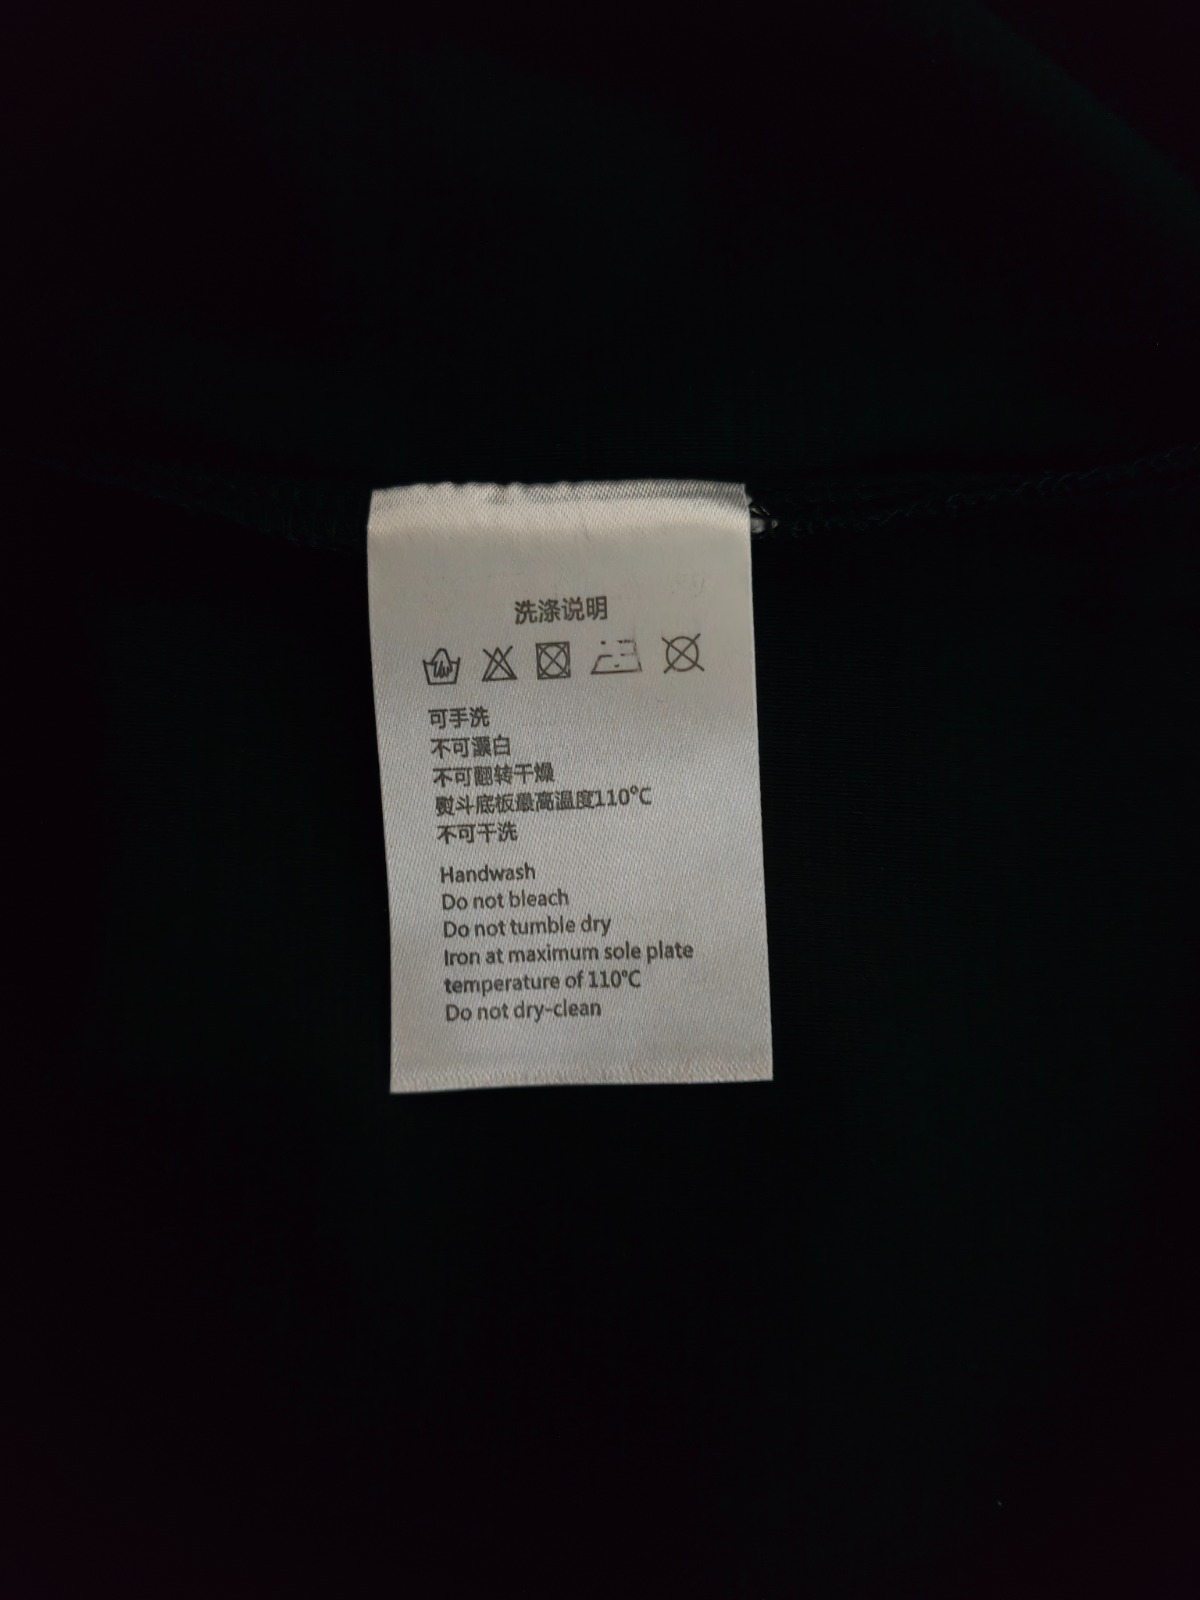 洗涤说明
可手洗
不可漂白
不可翻转干燥
熨斗底板最高温度110℃
不可干洗
Handwash
Do not bleach
Do not tumble dry
Iron at maximum sole plate
temperature of 110℃
Do not dry-clean